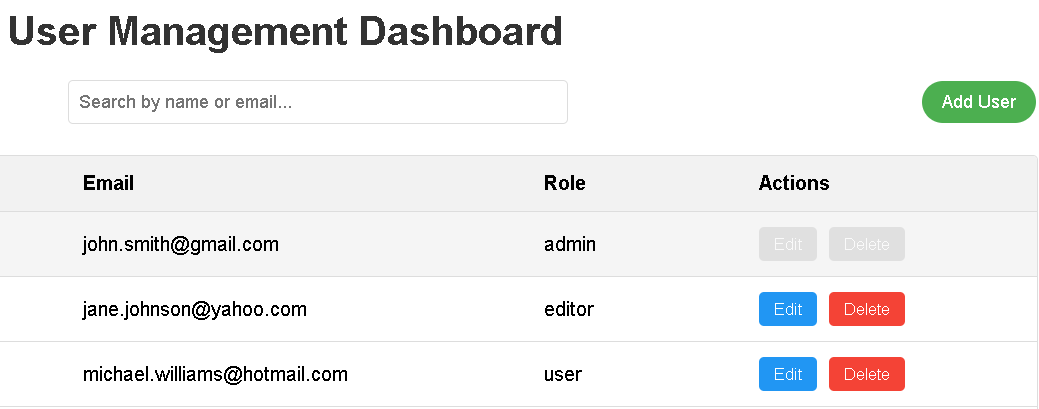 User Management Dashboard
Search by name or email... Add User
Email Role Actions
john.smith@gmail.com admin Edit Delete
jane.johnson@yahoo.com editor Edit Delete
michael.williams@hotmail.com user Edit Delete